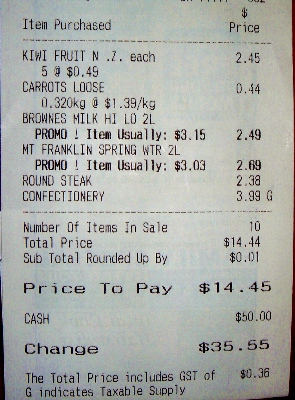 $
Item Purchased Price
KIWI FRUIT N .Z. each 2.45
5 @ $0.49
CARROTS LOOSE 0.44
0.320kg @ $1.39/kg
BROWNES MILK HI LO 2L
PROMO ! Item Usually: $3.15 2.49
MT FRANKLIN SPRING WTR 2L
PROMO ! Item Usually: $3.03 2.69
ROUND STEAK 2.38
CONFECTIONERY 3.99 G
Number Of Items In Sale 10
Total Price $14.44
Sub Total Rounded Up By $0.01
Price To Pay $14.45
CASH $50.00
Change $35.55
The Total Price includes GST of $0.36
G indicates Taxable Supply